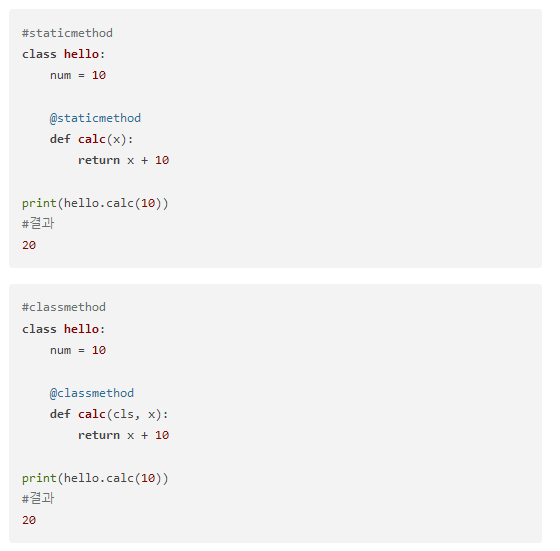 #staticmethod
class hello:
    num = 10
    @staticmethod
    def calc(x):
        return x + 10
print(hello.calc(10))
#결과
20
#classmethod
class hello:
    num = 10
    @classmethod
    def calc(cls, x):
        return x + 10
print(hello.calc(10))
#결과
20